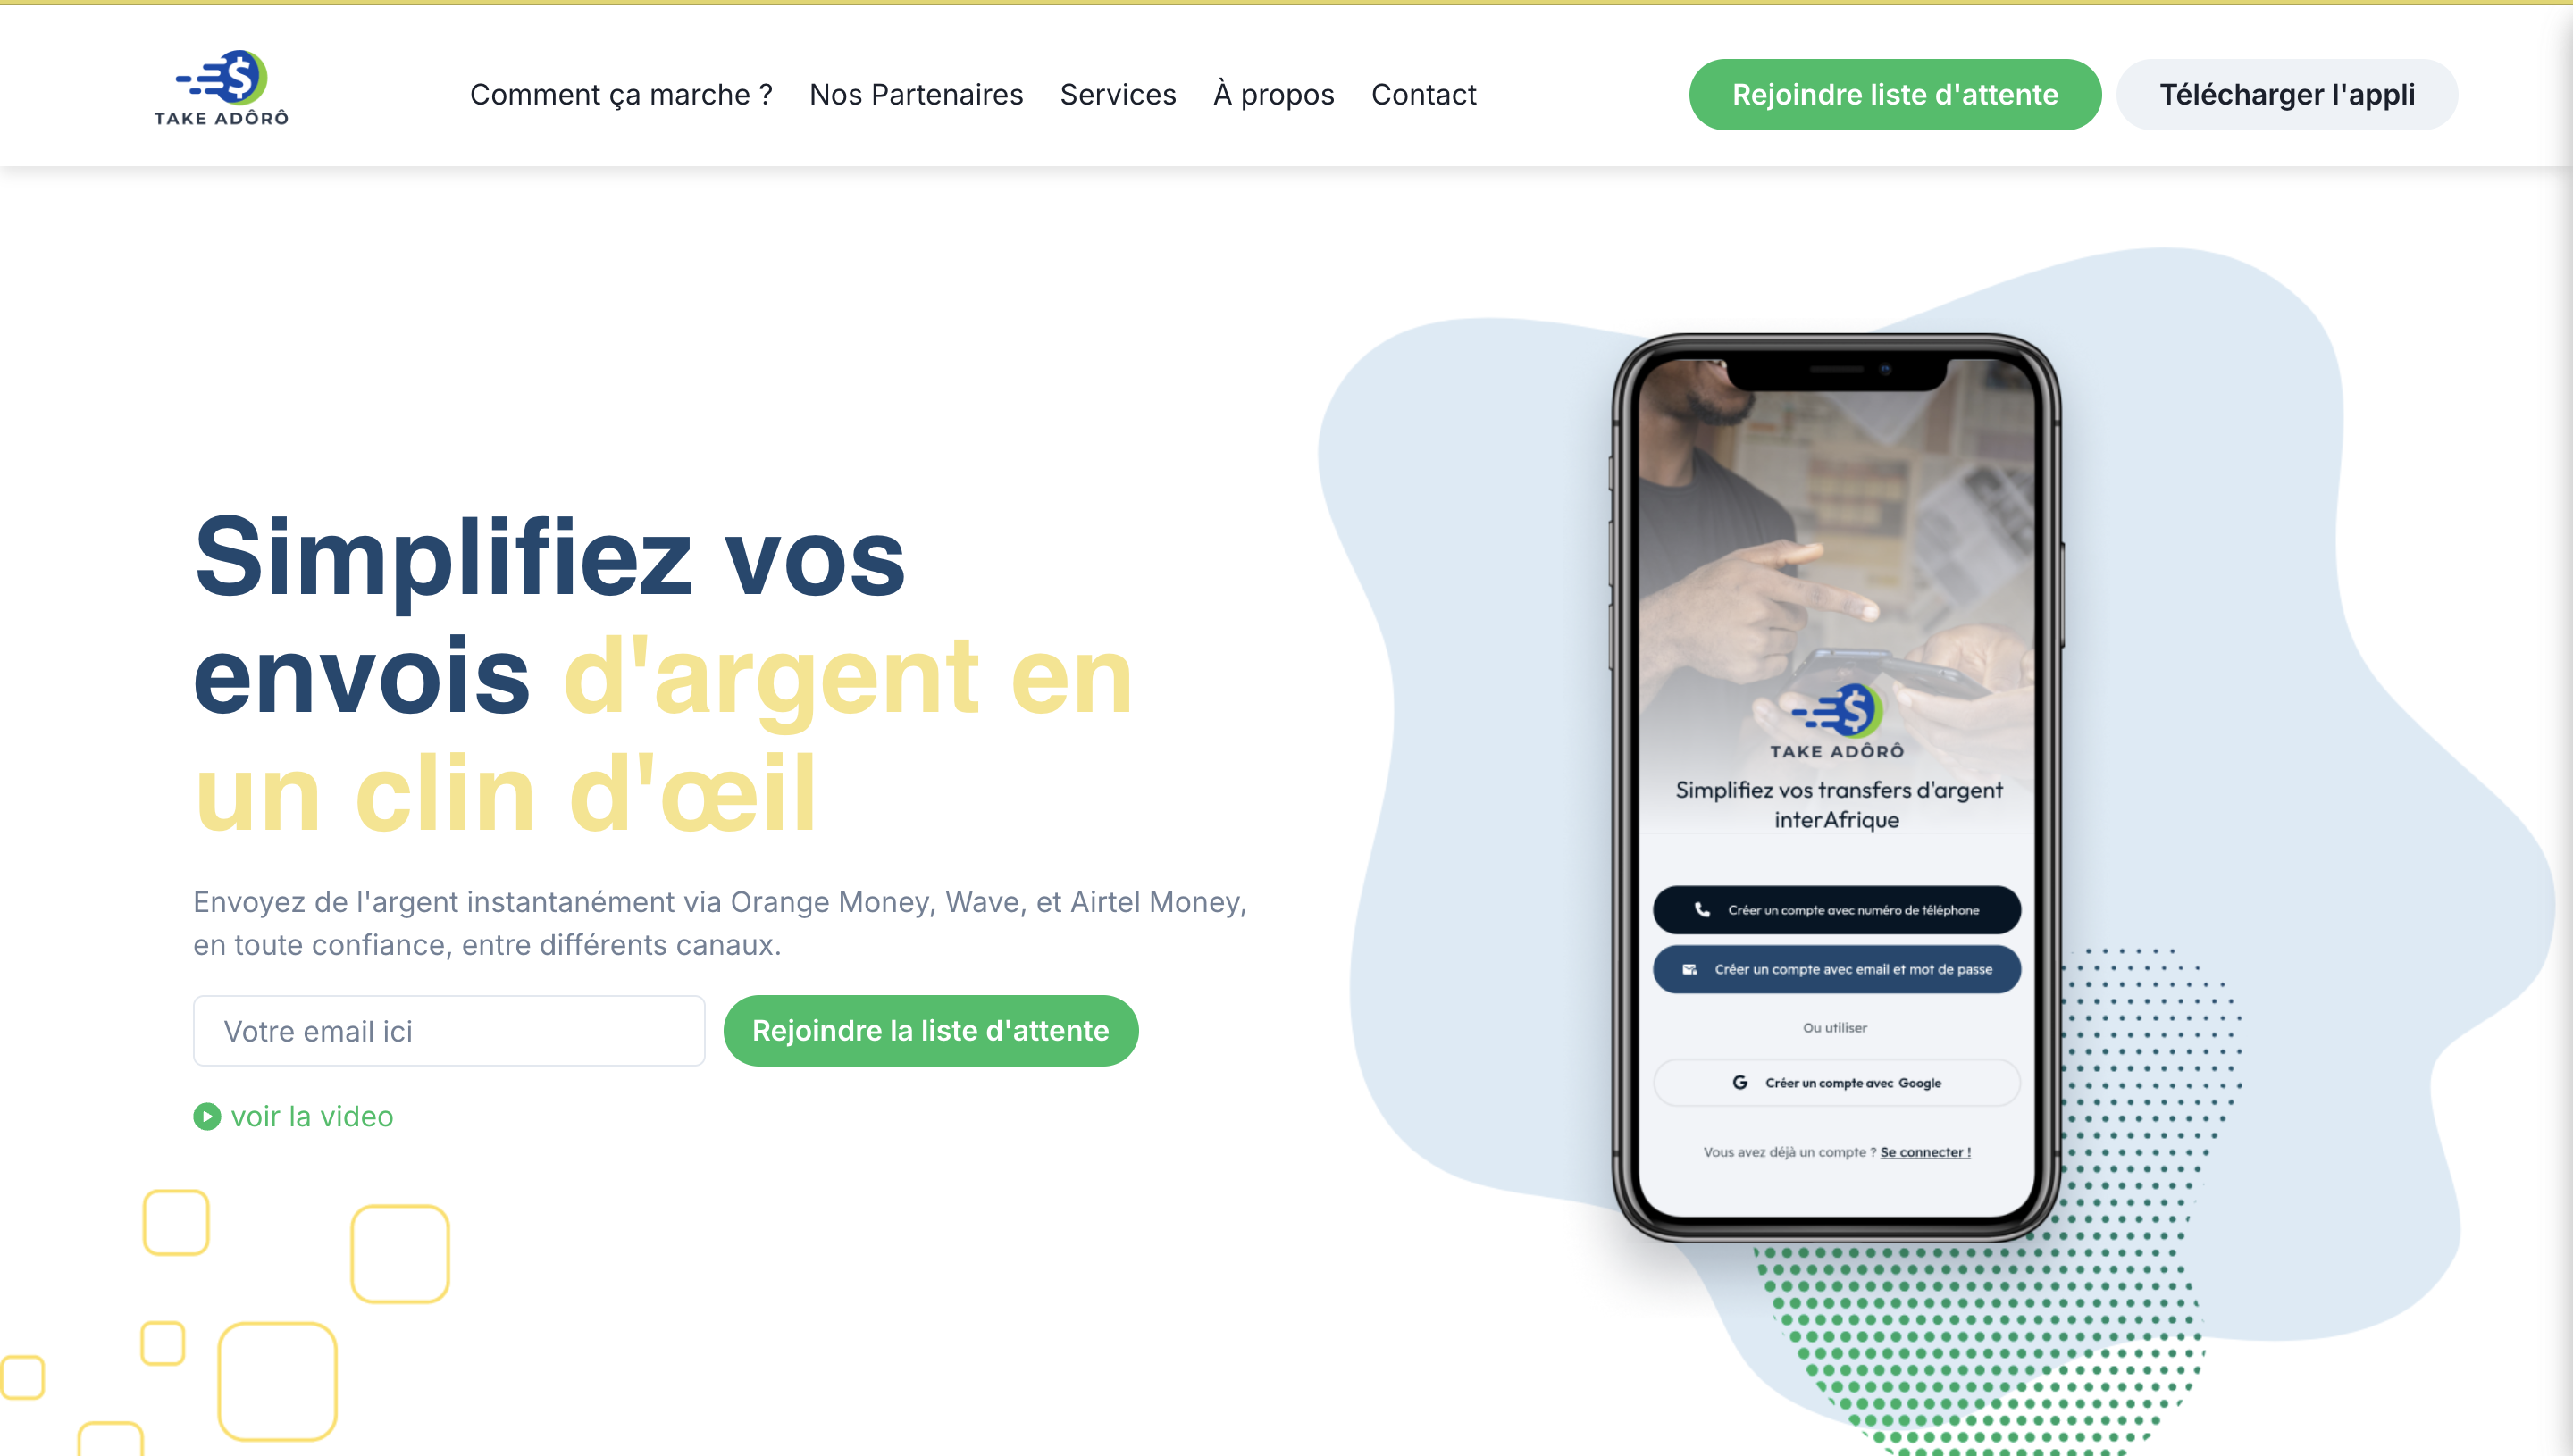 TAKE ADÔRÔ
Comment ça marche ?
Nos Partenaires
Services
À propos
Contact
Rejoindre liste d'attente
Télécharger l'appli
Simplifiez vos
envois d'argent en
un clin d'œil
Envoyez de l'argent instantanément via Orange Money, Wave, et Airtel Money,
en toute confiance, entre différents canaux.
Votre email ici
Rejoindre la liste d'attente
voir la video
TAKE ADÔRÔ
Simplifiez vos transfers d'argent
interAfrique
Créer un compte avec numéro de téléphone
Créer un compte avec email et mot de passe
Ou utiliser
Créer un compte avec Google
Vous avez déjà un compte ? Se connecter !